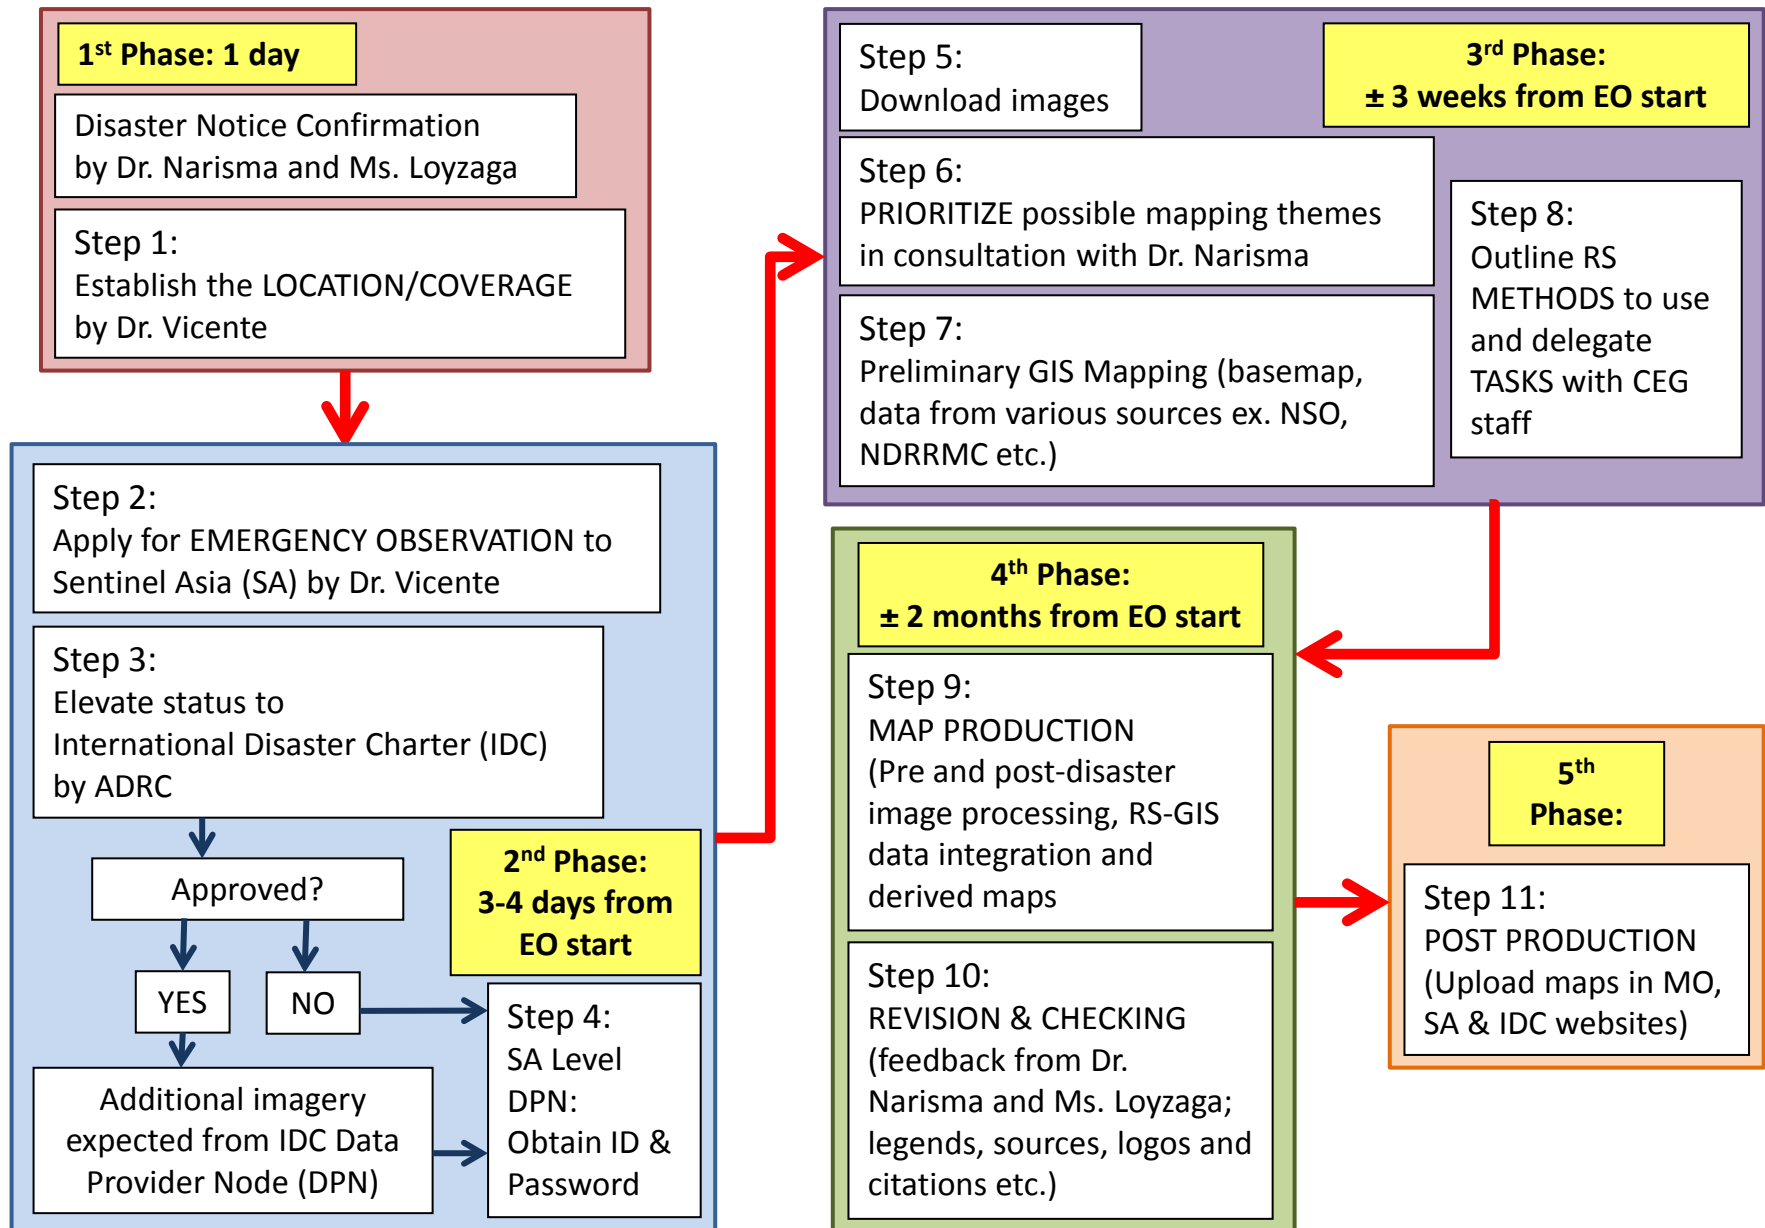 1st Phase: 1 day
Disaster Notice Confirmation
by Dr. Narisma and Ms. Loyzaga
Step 1:
Establish the LOCATION/COVERAGE
by Dr. Vicente
Step 2:
Apply for EMERGENCY OBSERVATION to
Sentinel Asia (SA) by Dr. Vicente
Step 3:
Elevate status to
International Disaster Charter (IDC)
by ADRC
Approved?
YES
NO
Additional imagery
expected from IDC Data
Provider Node (DPN)
2nd Phase:
3-4 days from
EO start
Step 4:
SA Level
DPN:
Obtain ID &
Password
3rd Phase:
± 3 weeks from EO start
Step 5:
Download images
Step 6:
PRIORITIZE possible mapping themes
in consultation with Dr. Narisma
Step 7:
Preliminary GIS Mapping (basemap,
data from various sources ex. NSO,
NDRRMC etc.)
Step 8:
Outline RS
METHODS to use
and delegate
TASKS with CEG
staff
4th Phase:
± 2 months from EO start
Step 9:
MAP PRODUCTION
(Pre and post-disaster
image processing, RS-GIS
data integration and
derived maps
Step 10:
REVISION & CHECKING
(feedback from Dr.
Narisma and Ms. Loyzaga;
legends, sources, logos and
citations etc.)
5th
Phase:
Step 11:
POST PRODUCTION
(Upload maps in MO,
SA & IDC websites)